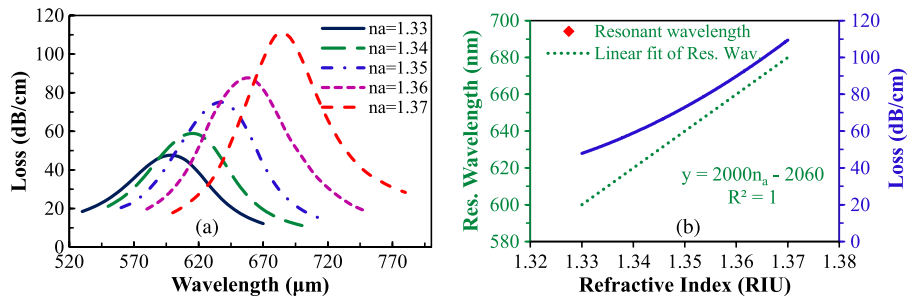 120
100
80
60
40
20
0
Loss (dB/cm)
na=1.33
na=1.34
na=1.35
na=1.36
na=1.37
(a)
520
570
620
670
720
770
Wavelength (µm)
700
680
660
640
620
600
580
Res. Wavelength (nm)
Resonant wavelength
Linear fit of Res. Wav.
y = 2000nₐ - 2060
R² = 1
(b)
120
100
80
60
40
20
0
Loss (dB/cm)
1.32
1.33
1.34
1.35
1.36
1.37
1.38
Refractive Index (RIU)